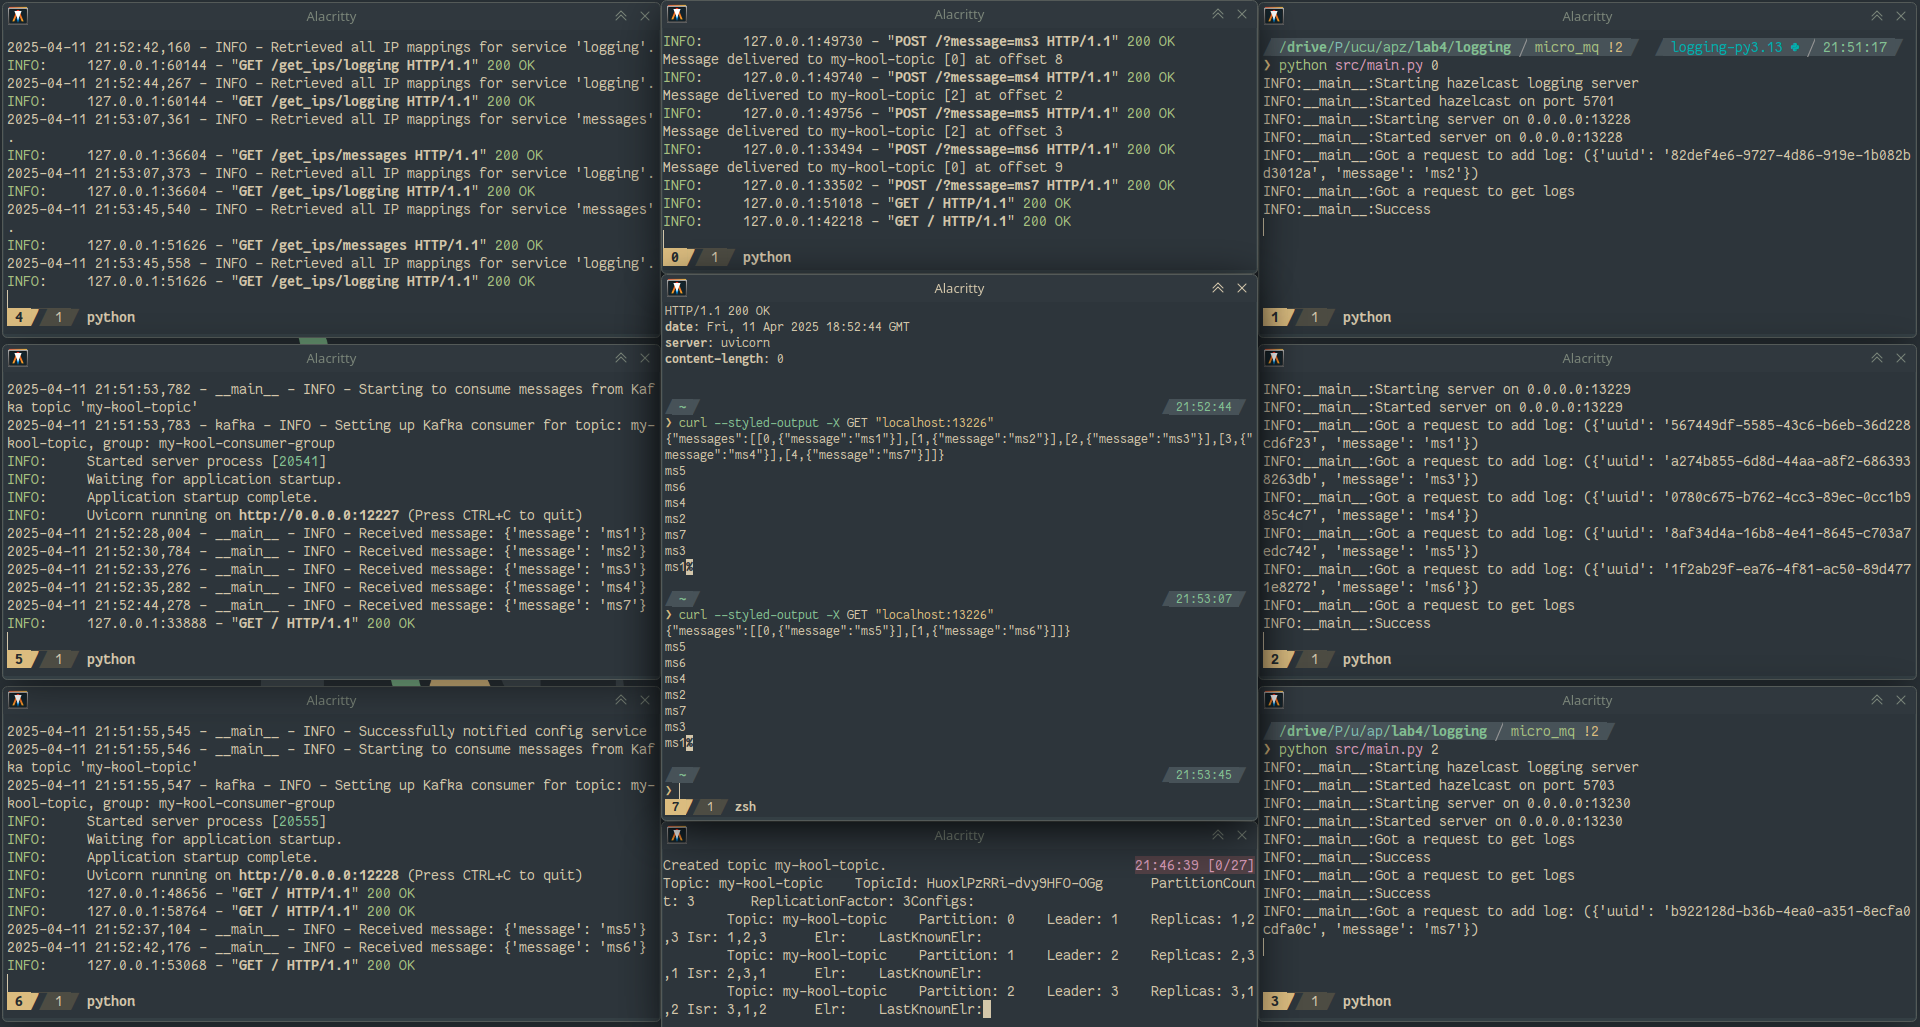 Alacritty
2025-04-11 21:52:42,160 - INFO - Retrieved all IP mappings for service 'logging'.
INFO:     127.0.0.1:60144 - "GET /get_ips/logging HTTP/1.1" 200 OK
2025-04-11 21:52:44,267 - INFO - Retrieved all IP mappings for service 'logging'.
INFO:     127.0.0.1:60144 - "GET /get_ips/logging HTTP/1.1" 200 OK
2025-04-11 21:53:07,361 - INFO - Retrieved all IP mappings for service 'messages'
.
INFO:     127.0.0.1:36604 - "GET /get_ips/messages HTTP/1.1" 200 OK
2025-04-11 21:53:07,373 - INFO - Retrieved all IP mappings for service 'logging'.
INFO:     127.0.0.1:36604 - "GET /get_ips/logging HTTP/1.1" 200 OK
2025-04-11 21:53:45,540 - INFO - Retrieved all IP mappings for service 'messages'
.
INFO:     127.0.0.1:51626 - "GET /get_ips/messages HTTP/1.1" 200 OK
2025-04-11 21:53:45,558 - INFO - Retrieved all IP mappings for service 'logging'.
INFO:     127.0.0.1:51626 - "GET /get_ips/logging HTTP/1.1" 200 OK
4 1 python
Alacritty
2025-04-11 21:51:53,782 - __main__ - INFO - Starting to consume messages from Kaf
ka topic 'my-kool-topic'
2025-04-11 21:51:53,783 - kafka - INFO - Setting up Kafka consumer for topic: my-
kool-topic, group: my-kool-consumer-group
INFO:     Started server process [20541]
INFO:     Waiting for application startup.
INFO:     Application startup complete.
INFO:     Uvicorn running on http://0.0.0.0:12227 (Press CTRL+C to quit)
2025-04-11 21:52:28,004 - __main__ - INFO - Received message: {'message': 'ms1'}
2025-04-11 21:52:30,784 - __main__ - INFO - Received message: {'message': 'ms2'}
2025-04-11 21:52:33,276 - __main__ - INFO - Received message: {'message': 'ms3'}
2025-04-11 21:52:35,282 - __main__ - INFO - Received message: {'message': 'ms4'}
2025-04-11 21:52:44,278 - __main__ - INFO - Received message: {'message': 'ms7'}
INFO:     127.0.0.1:33888 - "GET / HTTP/1.1" 200 OK
5 1 python
Alacritty
2025-04-11 21:51:55,545 - __main__ - INFO - Successfully notified config service
2025-04-11 21:51:55,546 - __main__ - INFO - Starting to consume messages from Kaf
ka topic 'my-kool-topic'
2025-04-11 21:51:55,547 - kafka - INFO - Setting up Kafka consumer for topic: my-
kool-topic, group: my-kool-consumer-group
INFO:     Started server process [20555]
INFO:     Waiting for application startup.
INFO:     Application startup complete.
INFO:     Uvicorn running on http://0.0.0.0:12228 (Press CTRL+C to quit)
INFO:     127.0.0.1:48656 - "GET / HTTP/1.1" 200 OK
INFO:     127.0.0.1:58764 - "GET / HTTP/1.1" 200 OK
2025-04-11 21:52:37,104 - __main__ - INFO - Received message: {'message': 'ms5'}
2025-04-11 21:52:42,176 - __main__ - INFO - Received message: {'message': 'ms6'}
INFO:     127.0.0.1:53068 - "GET / HTTP/1.1" 200 OK
6 1 python
Alacritty
INFO:     127.0.0.1:49730 - "POST /?message=ms3 HTTP/1.1" 200 OK
Message delivered to my-kool-topic [0] at offset 8
INFO:     127.0.0.1:49740 - "POST /?message=ms4 HTTP/1.1" 200 OK
Message delivered to my-kool-topic [2] at offset 2
INFO:     127.0.0.1:49756 - "POST /?message=ms5 HTTP/1.1" 200 OK
Message delivered to my-kool-topic [2] at offset 3
INFO:     127.0.0.1:33494 - "POST /?message=ms6 HTTP/1.1" 200 OK
Message delivered to my-kool-topic [0] at offset 9
INFO:     127.0.0.1:33502 - "POST /?message=ms7 HTTP/1.1" 200 OK
INFO:     127.0.0.1:51018 - "GET / HTTP/1.1" 200 OK
INFO:     127.0.0.1:42218 - "GET / HTTP/1.1" 200 OK
0 1 python
Alacritty
HTTP/1.1 200 OK
date: Fri, 11 Apr 2025 18:52:44 GMT
server: uvicorn
content-length: 0
~ 21:52:44
❯ curl --styled-output -X GET "localhost:13226"
{"messages":[[0,{"message":"ms1"}],[1,{"message":"ms2"}],[2,{"message":"ms3"}],[3,{"
message":"ms4"}],[4,{"message":"ms7"}]]}
ms5
ms6
ms4
ms2
ms7
ms3
ms1%
~ 21:53:07
❯ curl --styled-output -X GET "localhost:13226"
{"messages":[[0,{"message":"ms5"}],[1,{"message":"ms6"}]]}
ms5
ms6
ms4
ms2
ms7
ms3
ms1%
~ 21:53:45
❯
7 1 zsh
Alacritty
Created topic my-kool-topic. 21:46:39 [0/27]
Topic: my-kool-topic    TopicId: HuoxlPzRRi-dvy9HFO-OGg      PartitionCoun
t: 3       ReplicationFactor: 3Configs:
Topic: my-kool-topic    Partition: 0    Leader: 1    Replicas: 1,2
,3 Isr: 1,2,3      Elr:    LastKnownElr:
Topic: my-kool-topic    Partition: 1    Leader: 2    Replicas: 2,3
,1 Isr: 2,3,1      Elr:    LastKnownElr:
Topic: my-kool-topic    Partition: 2    Leader: 3    Replicas: 3,1
,2 Isr: 3,1,2      Elr:    LastKnownElr:
Alacritty
/drive/P/ucu/apz/lab4/logging / micro_mq !2 logging-py3.13 / 21:51:17
❯ python src/main.py 0
INFO:__main__:Starting hazelcast logging server
INFO:__main__:Started hazelcast on port 5701
INFO:__main__:Starting server on 0.0.0.0:13228
INFO:__main__:Started server on 0.0.0.0:13228
INFO:__main__:Got a request to add log: ({'uuid': '82def4e6-9727-4d86-919e-1b082b
d3012a', 'message': 'ms2'})
INFO:__main__:Got a request to get logs
INFO:__main__:Success
1 1 python
Alacritty
INFO:__main__:Starting server on 0.0.0.0:13229
INFO:__main__:Started server on 0.0.0.0:13229
INFO:__main__:Got a request to add log: ({'uuid': '567449df-5585-43c6-b6eb-36d228
cd6f23', 'message': 'ms1'})
INFO:__main__:Got a request to add log: ({'uuid': 'a274b855-6d8d-44aa-a8f2-686393
8263db', 'message': 'ms3'})
INFO:__main__:Got a request to add log: ({'uuid': '0780c675-b762-4cc3-89ec-0cc1b9
85c4c7', 'message': 'ms4'})
INFO:__main__:Got a request to add log: ({'uuid': '8af34d4a-16b8-4e41-8645-c703a7
edc742', 'message': 'ms5'})
INFO:__main__:Got a request to add log: ({'uuid': '1f2ab29f-ea76-4f81-ac50-89d477
1e8272', 'message': 'ms6'})
INFO:__main__:Got a request to get logs
INFO:__main__:Success
2 1 python
Alacritty
/drive/P/u/ap/lab4/logging / micro_mq !2
❯ python src/main.py 2
INFO:__main__:Starting hazelcast logging server
INFO:__main__:Started hazelcast on port 5703
INFO:__main__:Starting server on 0.0.0.0:13230
INFO:__main__:Started server on 0.0.0.0:13230
INFO:__main__:Got a request to get logs
INFO:__main__:Success
INFO:__main__:Got a request to get logs
INFO:__main__:Success
INFO:__main__:Got a request to add log: ({'uuid': 'b922128d-b36b-4ea0-a351-8ecfa0
cdfa0c', 'message': 'ms7'})
3 1 python